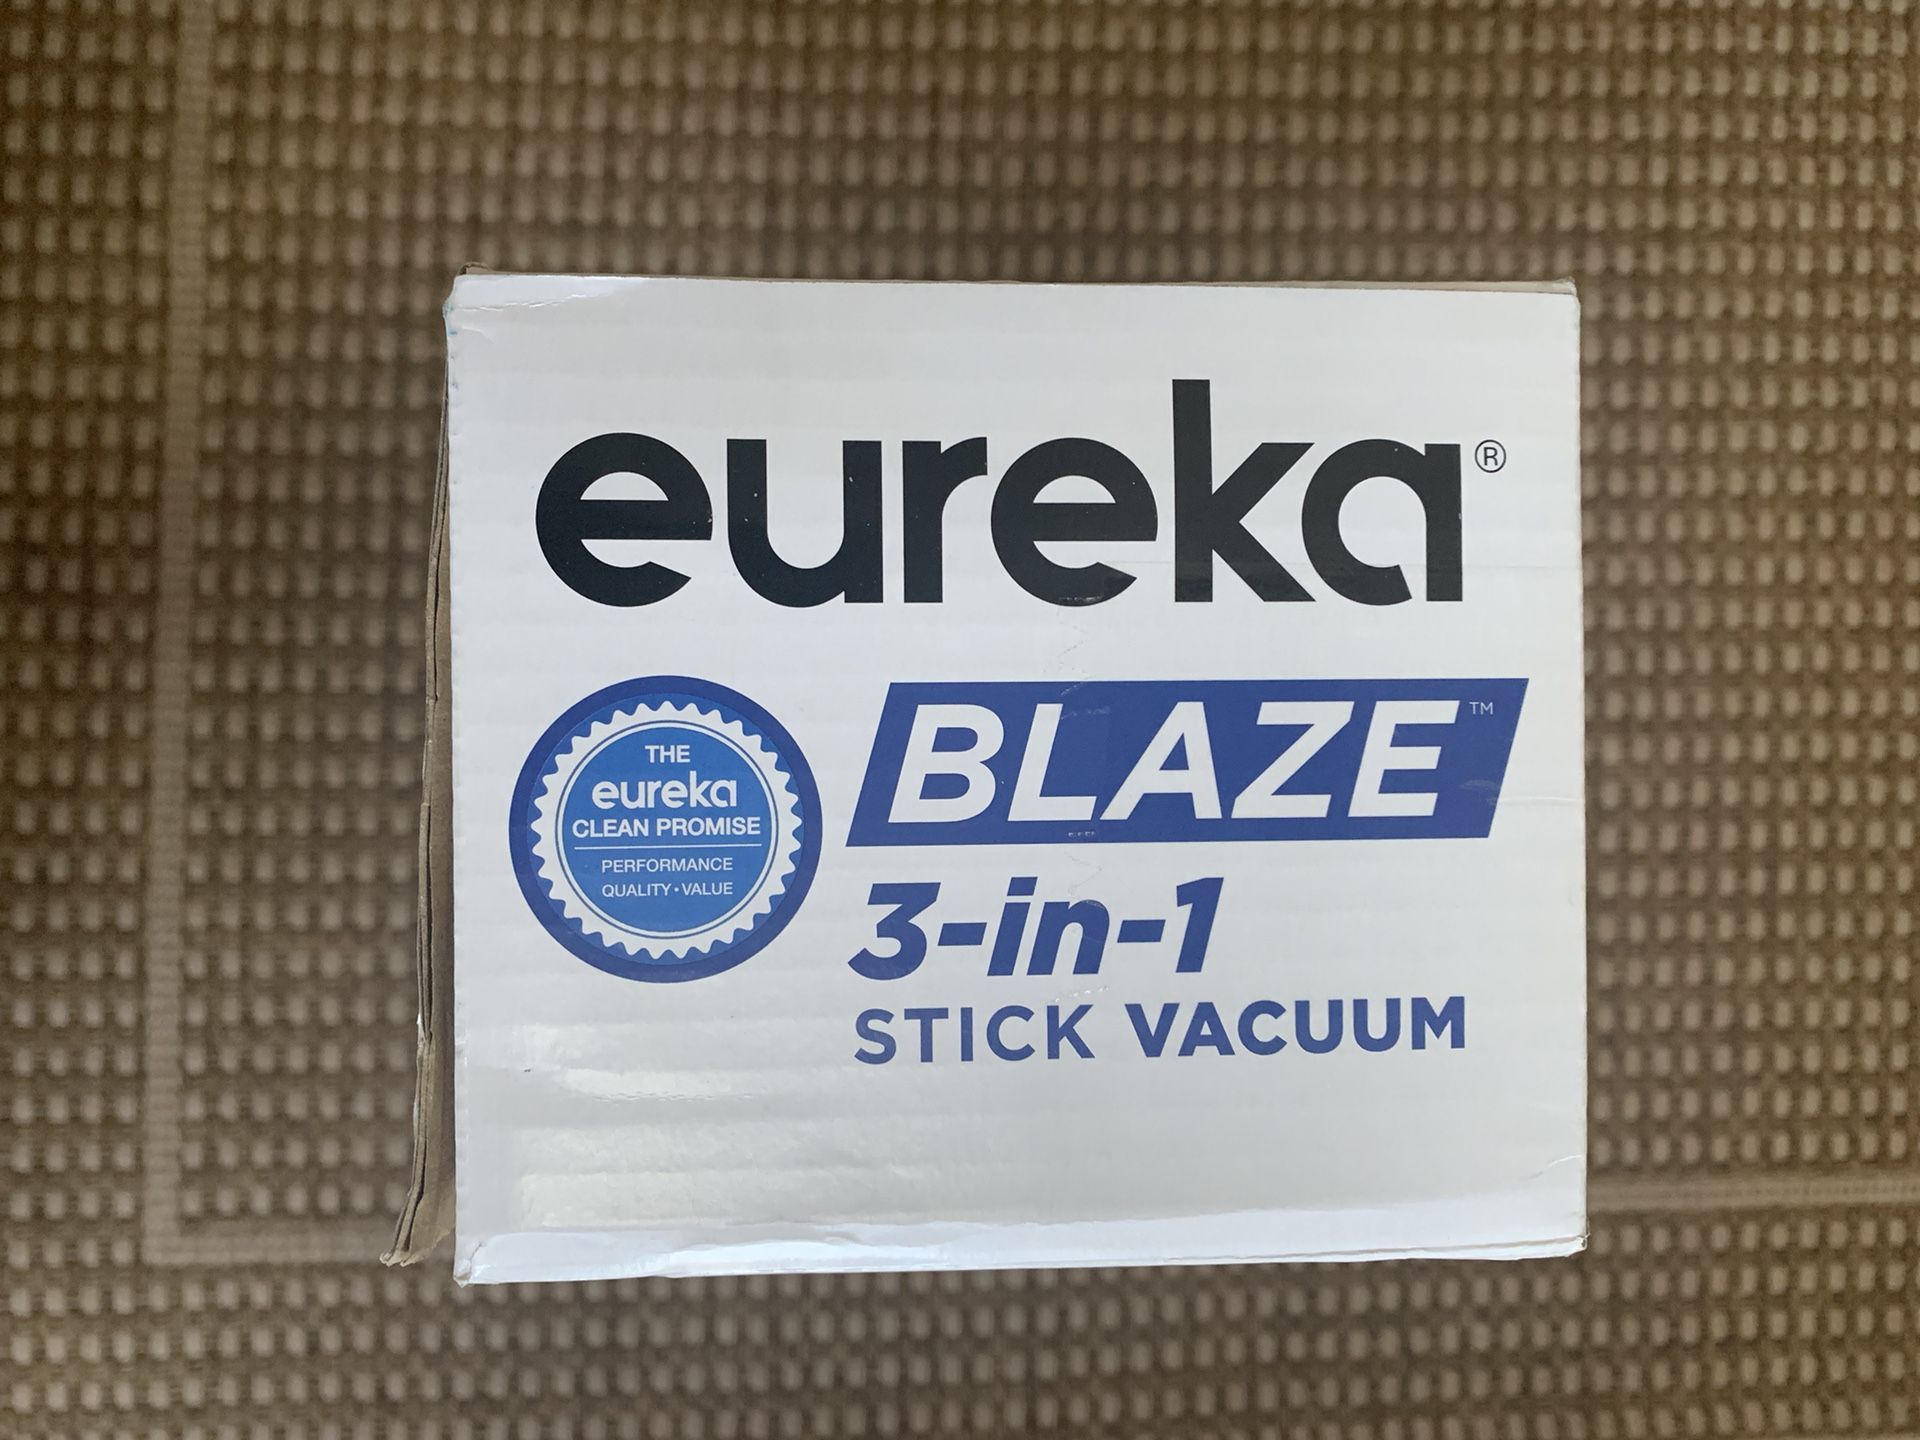 eureka®
THE
eureka
CLEAN PROMISE
PERFORMANCE
QUALITY • VALUE
BLAZE™
3-in-1
STICK VACUUM